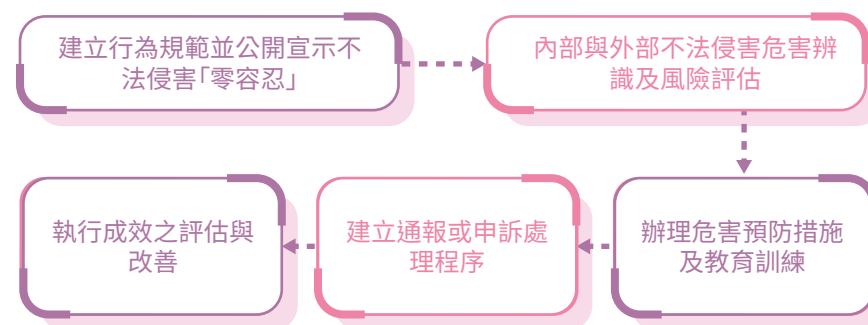 建立行為規範並公開宣示不
法侵害「零容忍」
內部與外部不法侵害危害辨
識及風險評估
辦理危害預防措施
及教育訓練
建立通報或申訴處
理程序
執行成效之評估與
改善